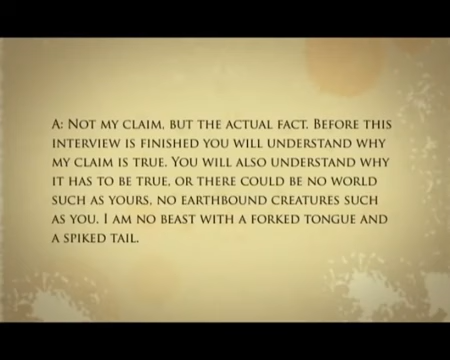 A: Not my claim, but the actual fact. Before this
interview is finished you will understand why
my claim is true. You will also understand why
it has to be true, or there could be no world
such as yours, no earthbound creatures such
as you. I am no beast with a forked tongue and
a spiked tail.